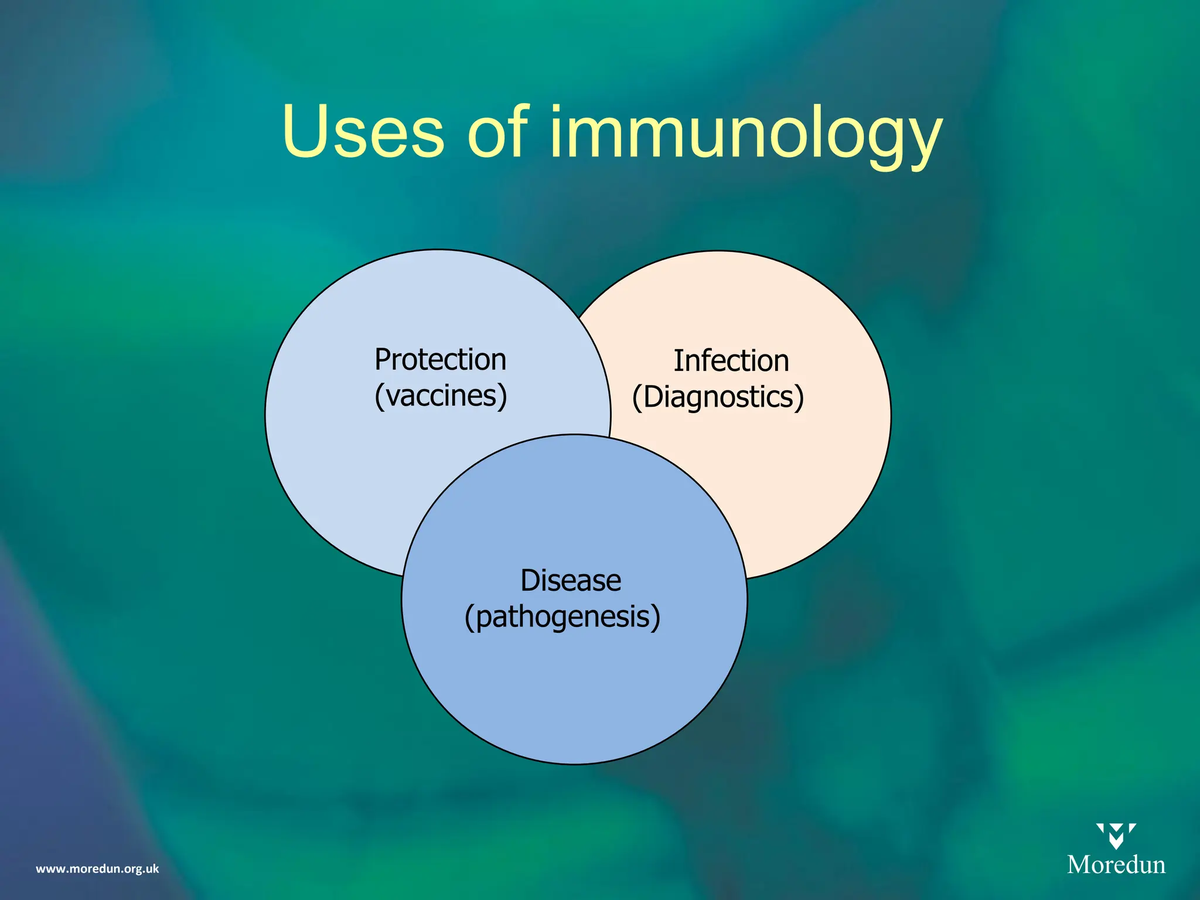 Uses of immunology
Protection
(vaccines)
Infection
(Diagnostics)
Disease
(pathogenesis)
www.moredun.org.uk
Moredun